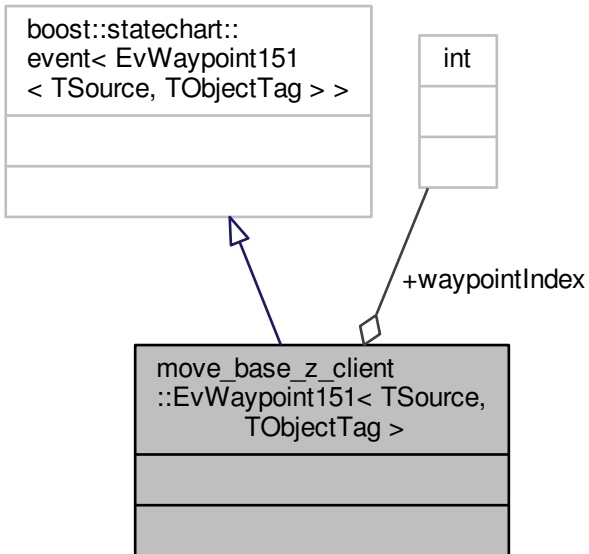 boost::statechart::
event< EvWaypoint151
< TSource, TObjectTag > >
int
+waypointIndex
move_base_z_client
::EvWaypoint151< TSource,
TObjectTag >